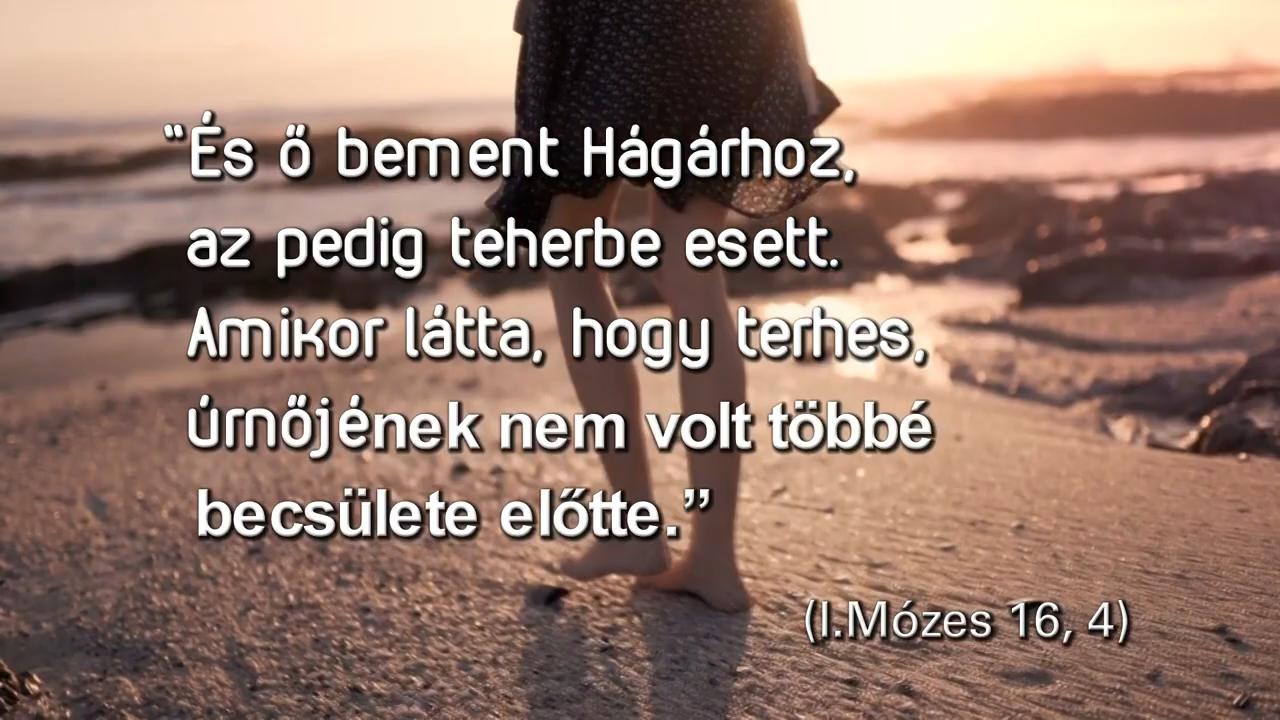 “És ő bement Hágárhoz,
az pedig teherbe esett.
Amikor látta, hogy terhes,
úrnőjének nem volt többé
becsülete előtte.”
(I.Mózes 16, 4)